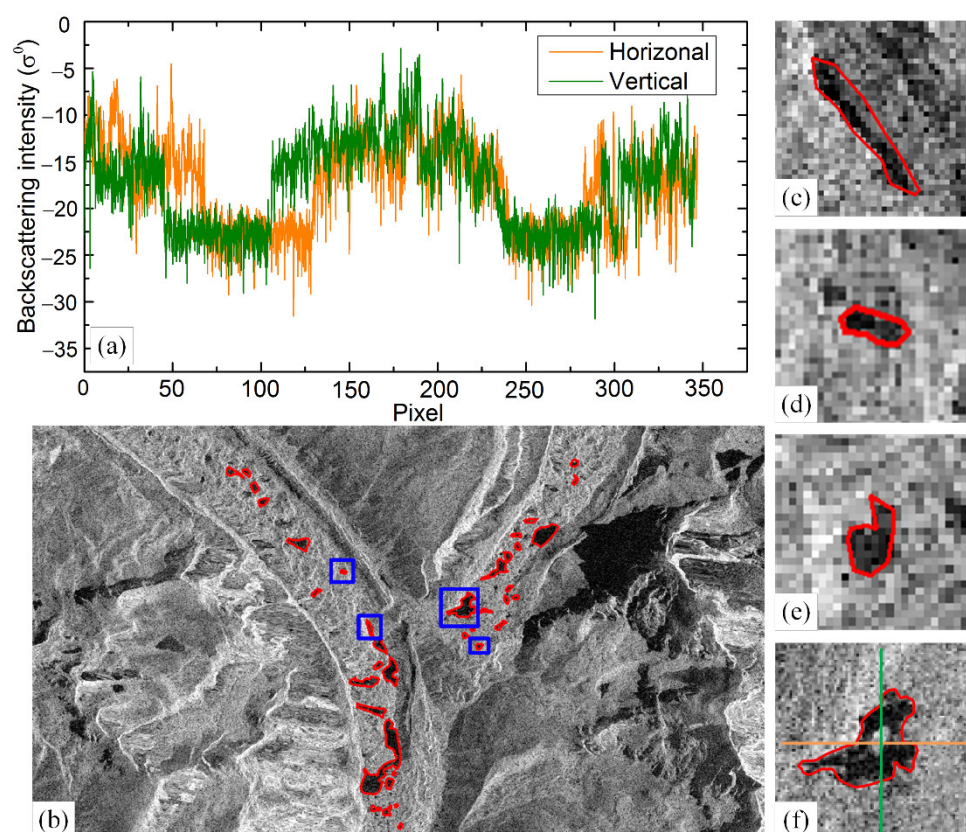 Backscattering intensity (σ⁰)
0
−5
−10
−15
−20
−25
−30
−35
Horizonal
Vertical
(a)
0 50 100 150 200 250 300 350
Pixel
(b)
(c)
(d)
(e)
(f)